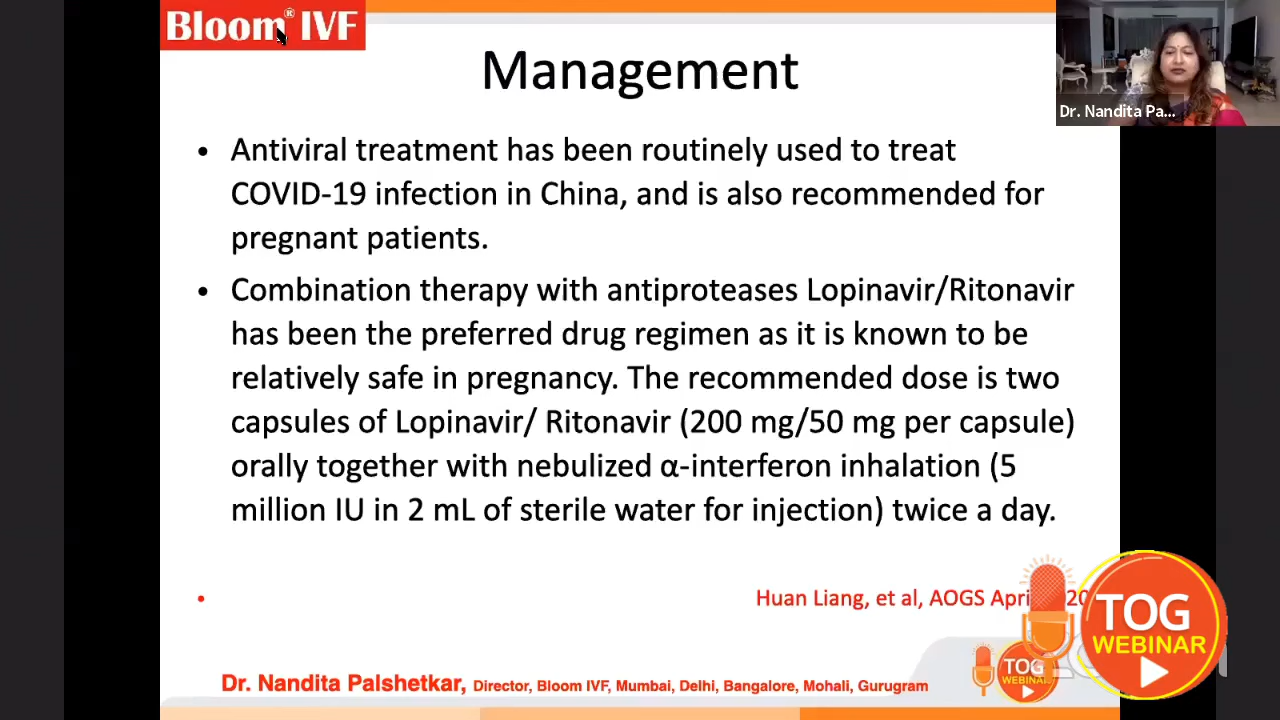 Bloom® IVF
Management
Dr. Nandita Pa...
• Antiviral treatment has been routinely used to treat
COVID-19 infection in China, and is also recommended for
pregnant patients.
• Combination therapy with antiproteases Lopinavir/Ritonavir
has been the preferred drug regimen as it is known to be
relatively safe in pregnancy. The recommended dose is two
capsules of Lopinavir/ Ritonavir (200 mg/50 mg per capsule)
orally together with nebulized α-interferon inhalation (5
million IU in 2 mL of sterile water for injection) twice a day.
• Huan Liang, et al, AOGS
TOG
WEBINAR
TOG
WEBINAR
Dr. Nandita Palshetkar, Director, Bloom IVF, Mumbai, Delhi, Bangalore, Mohali, Gurugram